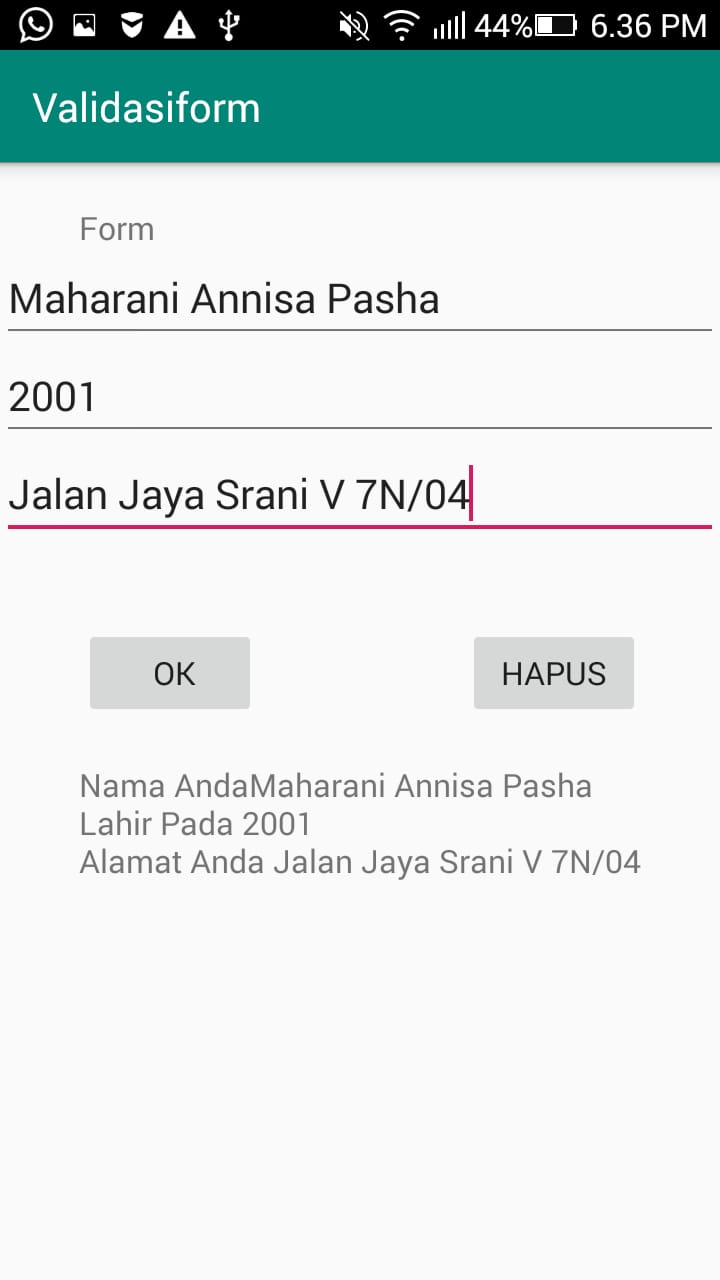 44% 6.36 PM
Validasiform
Form
Maharani Annisa Pasha
2001
Jalan Jaya Srani V 7N/04
OK HAPUS
Nama AndaMaharani Annisa Pasha
Lahir Pada 2001
Alamat Anda Jalan Jaya Srani V 7N/04